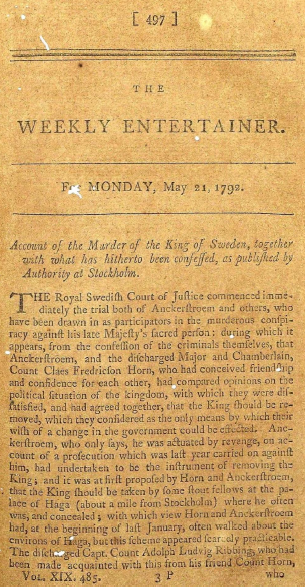 [ 497 ]
THE
WEEKLY ENTERTAINER.
For MONDAY, May 21, 1792.
Account of the Murder of the King of Sweden, together
with what has hitherto been confeſſed, as publiſhed by
Authority at Stockholm.
THE Royal Swediſh Court of Juſtice commenced imme-
diately the trial both of Anckerſtroem and others, who
have been drawn in as participators in the murderous conſpi-
racy againſt his late Majeſty's ſacred perſon: during which it
appears, from the confeſſion of the criminals themſelves, that
Anckerſtroem, and the diſcharged Major and Chamberlain,
Count Claes Fredricſon Horn, who had conceived friendſhip
and confidence for each other, had compared opinions on the
political ſituation of the kingdom, with which they were diſ-
ſatisfied, and had agreed together, that the King ſhould be re-
moved, which they conſidered as the only means by which their
wiſh of a change in the government could be effected. Anc-
kerſtroem, who only ſays, he was actuated by revenge, on ac-
count of a proſecution which was laſt year carried on againſt
him, had undertaken to be the inſtrument of removing the
King; and it was at firſt propoſed by Horn and Anckerſtroem,
that the King ſhould be taken by ſome ſtout fellows at the pa-
lace of Haga (about a mile from Stockholm) where he often
was, and concealed; with which view Horn and Anckerſtroem
had, at the beginning of laſt January, often walked about the
environs of Haga, but this ſcheme appeared ſcarcely practicable.
The diſcharged Capt. Count Adolph Ludvig Ribbing, who had
been made acquainted with this from his friend Count Horn,
VOL. XIX. 485. 3 P who